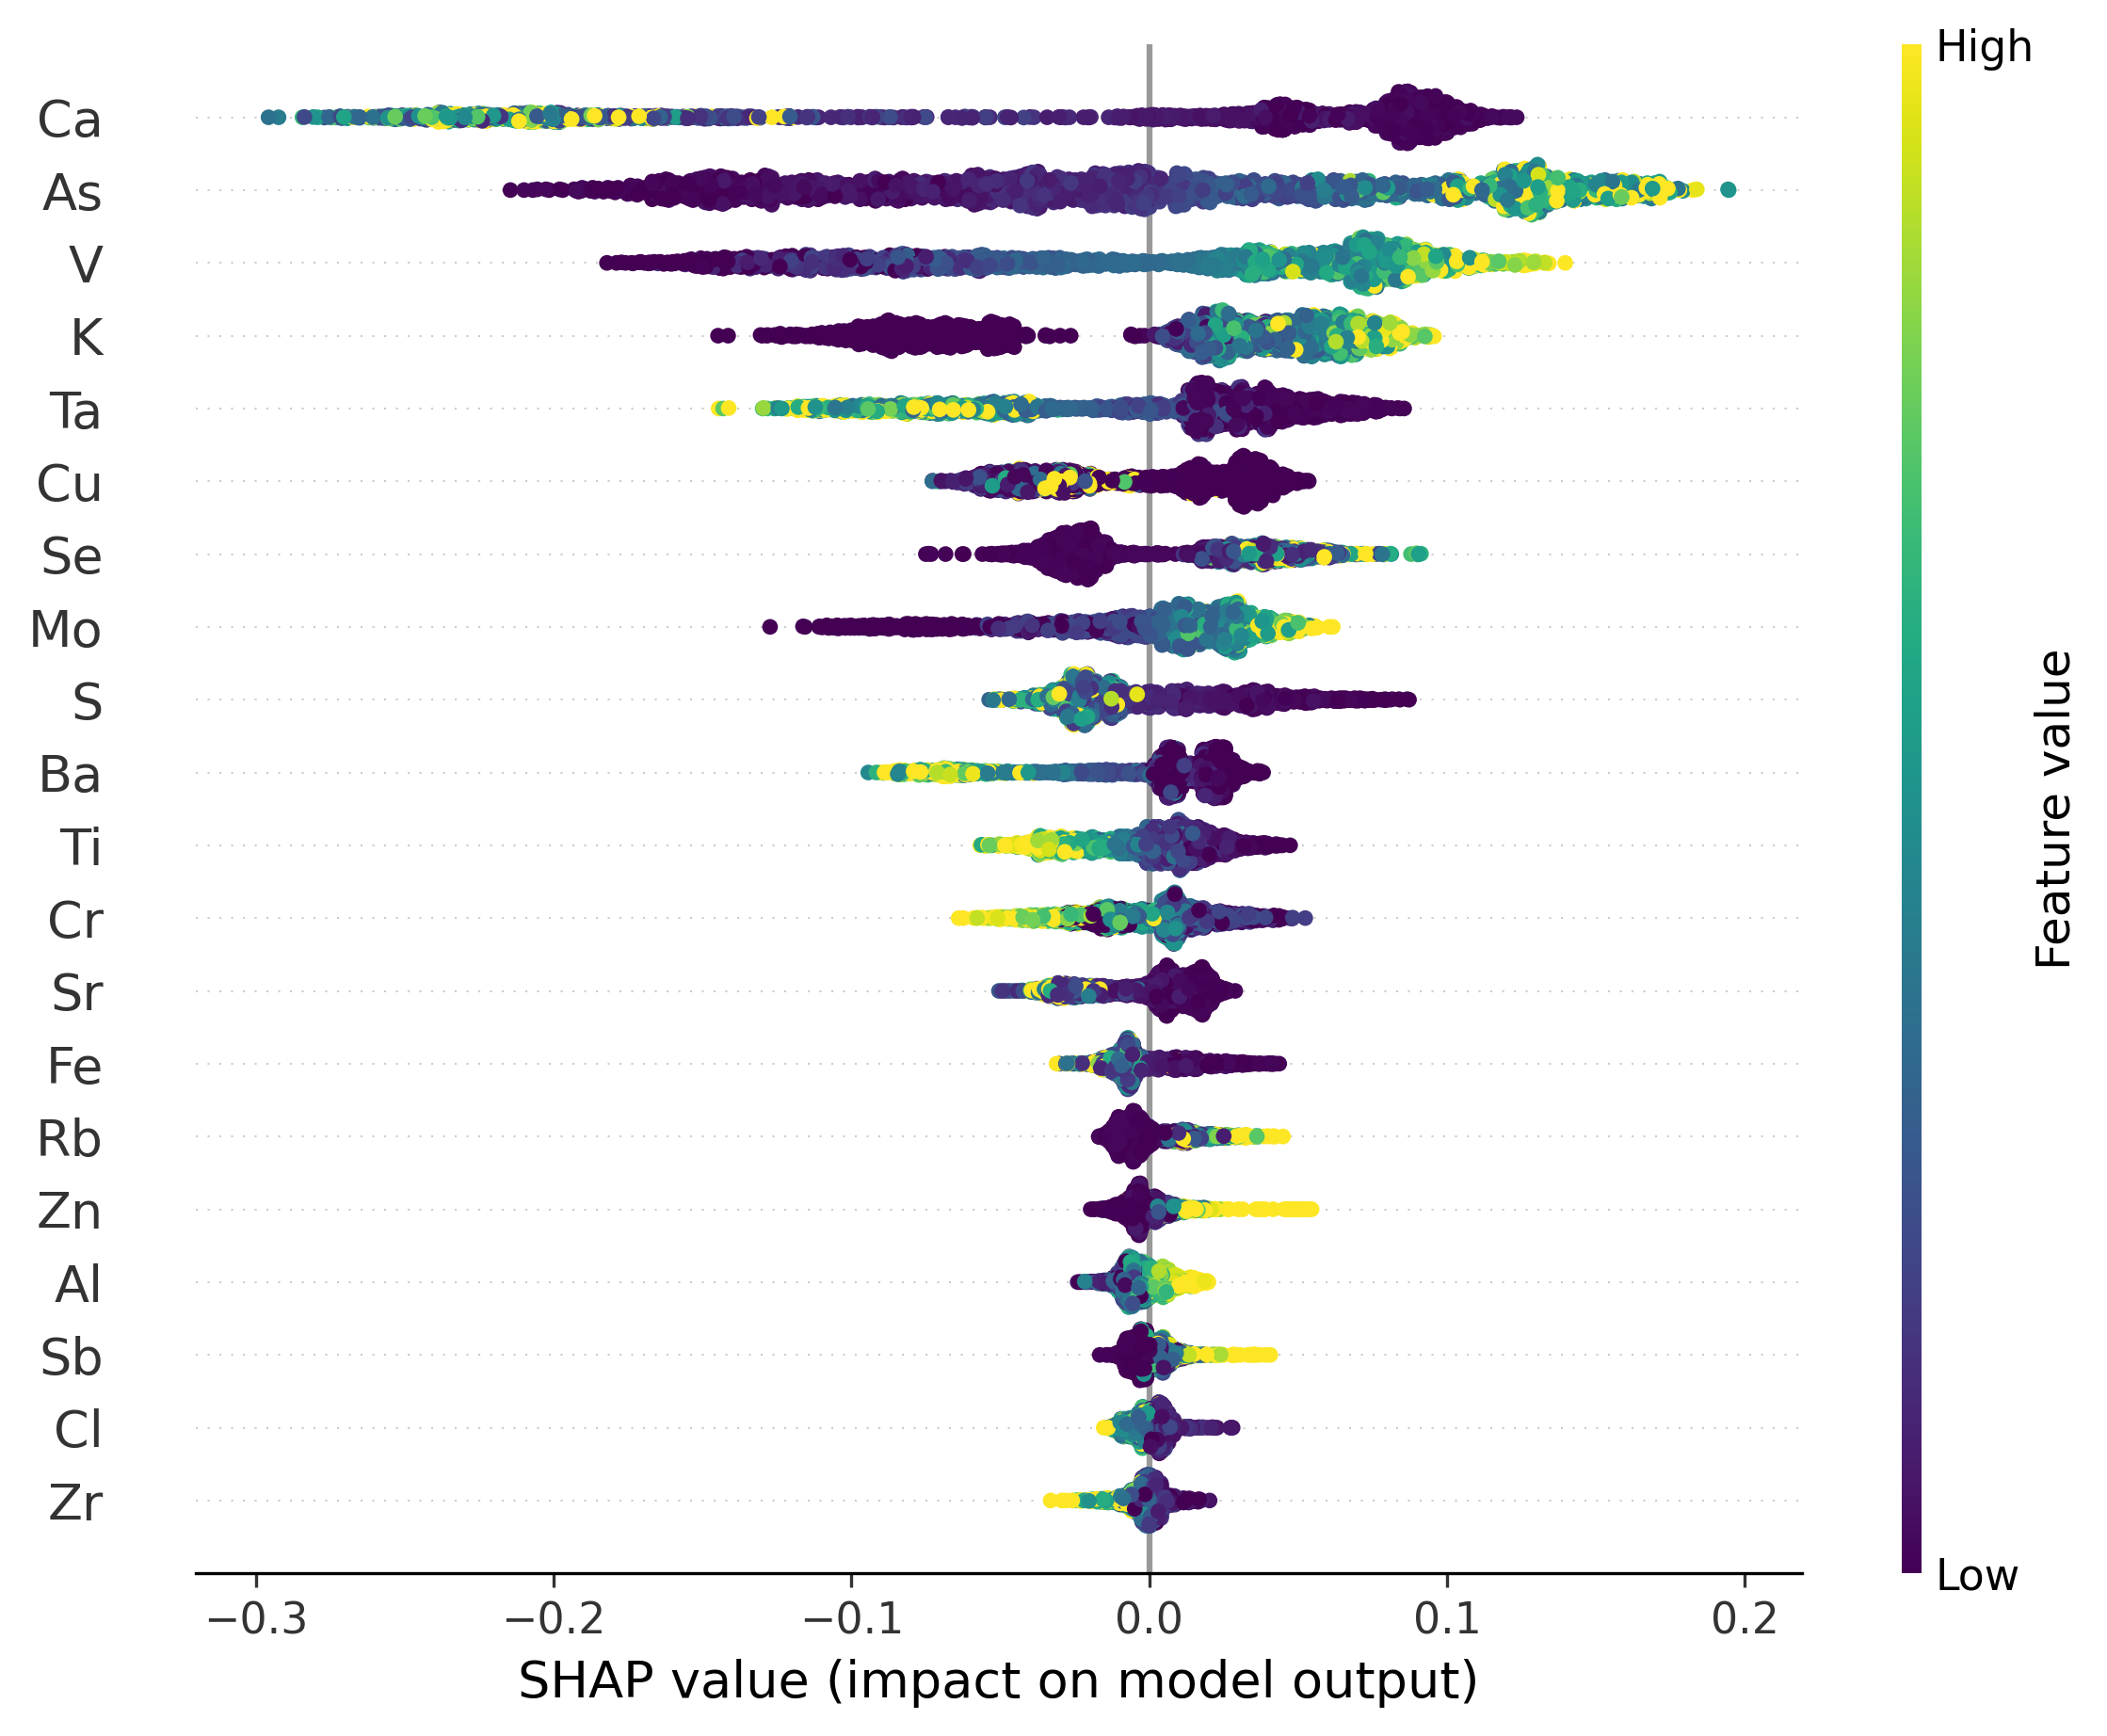 High
Ca
As
V
K
Ta
Cu
Se
Mo
S
Ba
Ti
Cr
Sr
Fe
Rb
Zn
Al
Sb
Cl
Zr
Feature value
Low
−0.3 −0.2 −0.1 0.0 0.1 0.2
SHAP value (impact on model output)